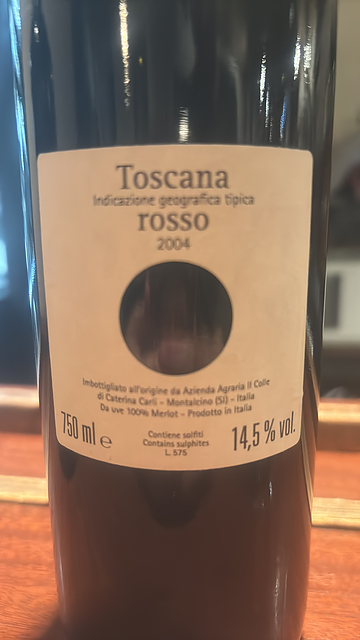 Toscana
Indicazione geografica tipica
rosso
2004
Imbottigliato all'origine da Azienda Agraria Il Colle
di Caterina Carli - Montalcino (SI) - Italia
Da uve 100% Merlot - Prodotto in Italia
750 ml ℮
Contiene solfiti
Contains sulphites
L. 575
14,5 % vol.